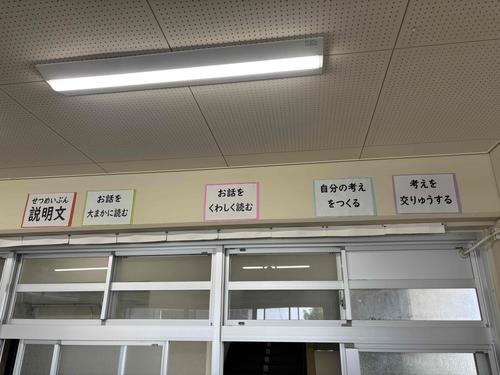 せつめいぶん
説明文
お話を
大まかに読む
お話を
くわしく読む
自分の考え
をつくる
考えを
交りゅうする